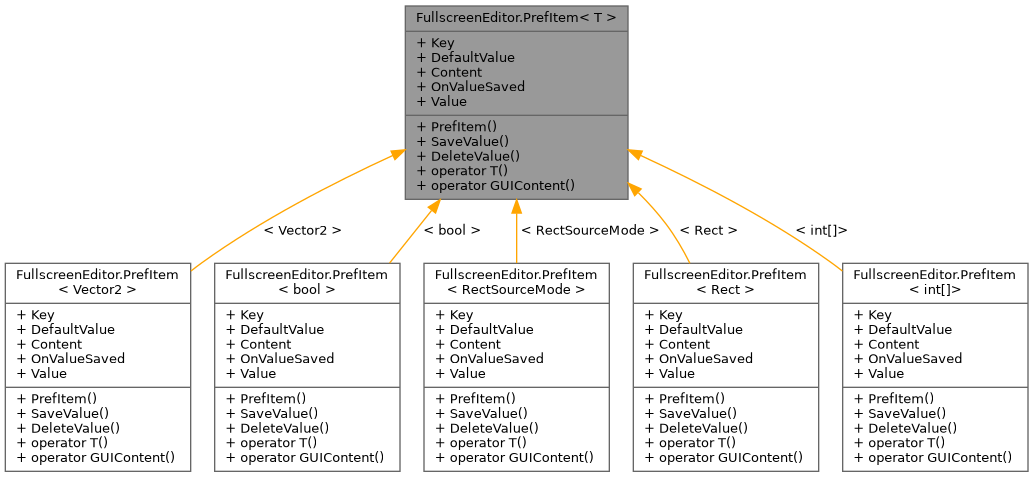 FullscreenEditor.PrefItem< T >
+ Key
+ DefaultValue
+ Content
+ OnValueSaved
+ Value
+ PrefItem()
+ SaveValue()
+ DeleteValue()
+ operator T()
+ operator GUIContent()
< Vector2 >
< bool >
< RectSourceMode >
< Rect >
< int[]>
FullscreenEditor.PrefItem
< Vector2 >
+ Key
+ DefaultValue
+ Content
+ OnValueSaved
+ Value
+ PrefItem()
+ SaveValue()
+ DeleteValue()
+ operator T()
+ operator GUIContent()
FullscreenEditor.PrefItem
< bool >
+ Key
+ DefaultValue
+ Content
+ OnValueSaved
+ Value
+ PrefItem()
+ SaveValue()
+ DeleteValue()
+ operator T()
+ operator GUIContent()
FullscreenEditor.PrefItem
< RectSourceMode >
+ Key
+ DefaultValue
+ Content
+ OnValueSaved
+ Value
+ PrefItem()
+ SaveValue()
+ DeleteValue()
+ operator T()
+ operator GUIContent()
FullscreenEditor.PrefItem
< Rect >
+ Key
+ DefaultValue
+ Content
+ OnValueSaved
+ Value
+ PrefItem()
+ SaveValue()
+ DeleteValue()
+ operator T()
+ operator GUIContent()
FullscreenEditor.PrefItem
< int[]>
+ Key
+ DefaultValue
+ Content
+ OnValueSaved
+ Value
+ PrefItem()
+ SaveValue()
+ DeleteValue()
+ operator T()
+ operator GUIContent()